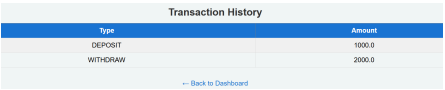 Transaction History
Type Amount
DEPOSIT 1000.0
WITHDRAW 2000.0
← Back to Dashboard